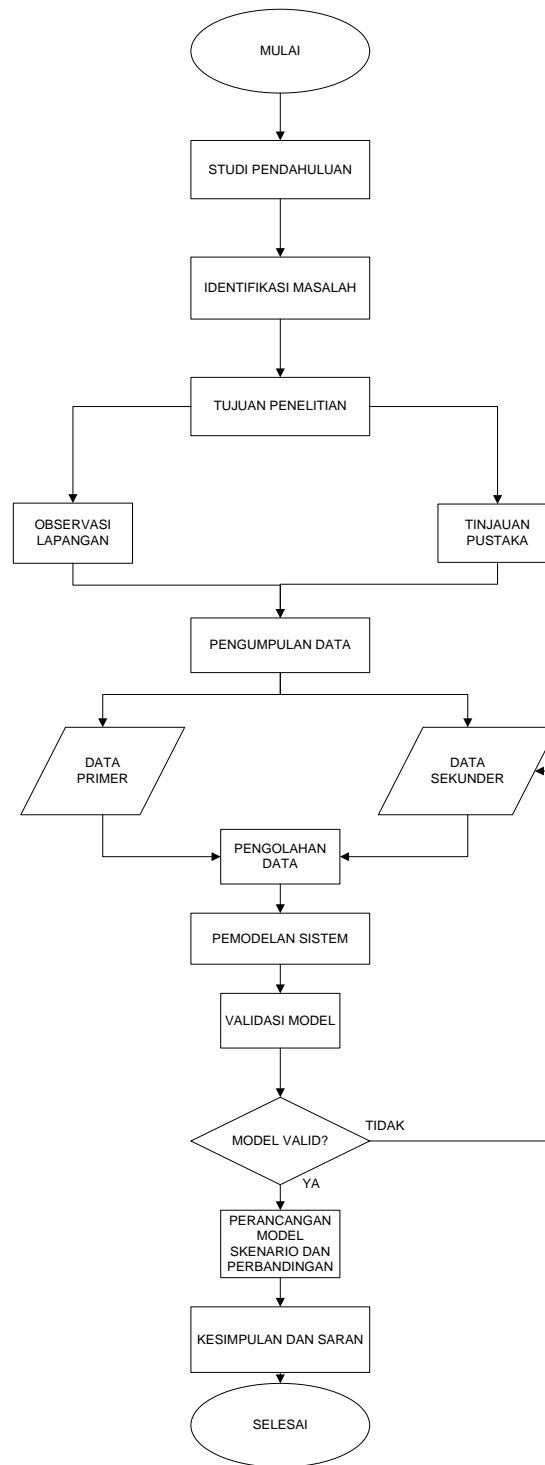 MULAI
STUDI PENDAHULUAN
IDENTIFIKASI MASALAH
TUJUAN PENELITIAN
OBSERVASI
LAPANGAN
TINJAUAN
PUSTAKA
PENGUMPULAN DATA
DATA
PRIMER
DATA
SEKUNDER
PENGOLAHAN
DATA
PEMODELAN SISTEM
VALIDASI MODEL
MODEL VALID?
TIDAK
YA
PERANCANGAN
MODEL
SKENARIO DAN
PERBANDINGAN
KESIMPULAN DAN SARAN
SELESAI